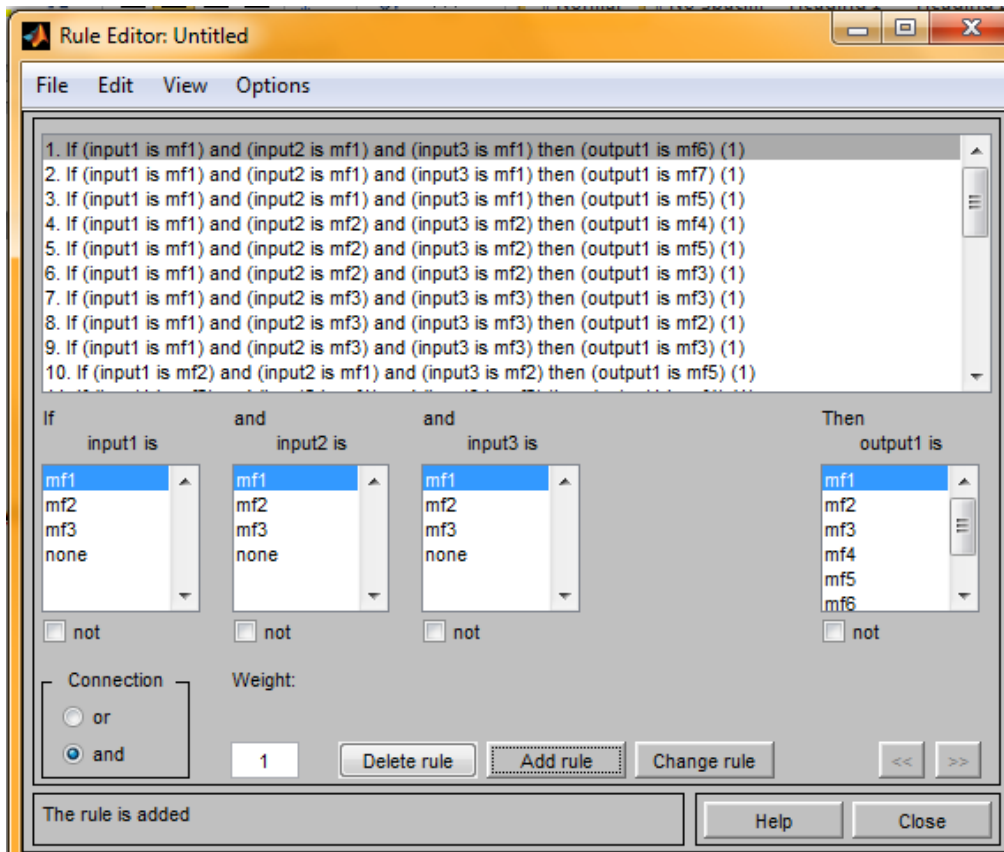 Rule Editor: Untitled
File Edit View Options
1. If (input1 is mf1) and (input2 is mf1) and (input3 is mf1) then (output1 is mf6) (1)
2. If (input1 is mf1) and (input2 is mf1) and (input3 is mf1) then (output1 is mf7) (1)
3. If (input1 is mf1) and (input2 is mf1) and (input3 is mf1) then (output1 is mf5) (1)
4. If (input1 is mf1) and (input2 is mf2) and (input3 is mf2) then (output1 is mf4) (1)
5. If (input1 is mf1) and (input2 is mf2) and (input3 is mf2) then (output1 is mf5) (1)
6. If (input1 is mf1) and (input2 is mf2) and (input3 is mf2) then (output1 is mf3) (1)
7. If (input1 is mf1) and (input2 is mf3) and (input3 is mf3) then (output1 is mf3) (1)
8. If (input1 is mf1) and (input2 is mf3) and (input3 is mf3) then (output1 is mf2) (1)
9. If (input1 is mf1) and (input2 is mf3) and (input3 is mf3) then (output1 is mf3) (1)
10. If (input1 is mf2) and (input2 is mf1) and (input3 is mf2) then (output1 is mf5) (1)
If and and Then
input1 is input2 is input3 is output1 is
mf1 mf1 mf1 mf1
mf2 mf2 mf2 mf2
mf3 mf3 mf3 mf3
none none none mf4
mf5
mf6
not not not not
Connection Weight:
or
and 1 Delete rule Add rule Change rule << >>
The rule is added Help Close